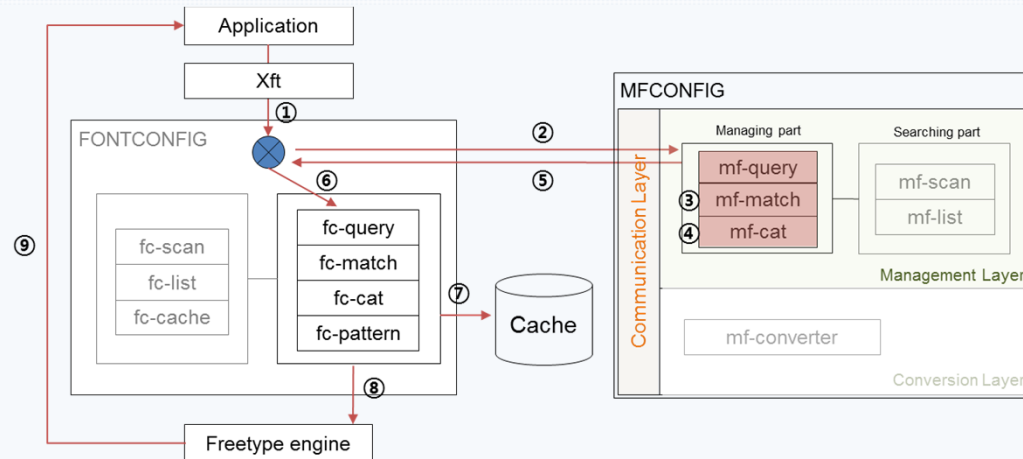 Application
Xft
①
FONTCONFIG
②
⑤
⑥
fc-scan
fc-list
fc-cache
fc-query
fc-match
fc-cat
fc-pattern
⑦
Cache
⑧
⑨
Freetype engine
MFCONFIG
Communication Layer
Managing part
mf-query
③
mf-match
④
mf-cat
Searching part
mf-scan
mf-list
Management Layer
mf-converter
Conversion Layer